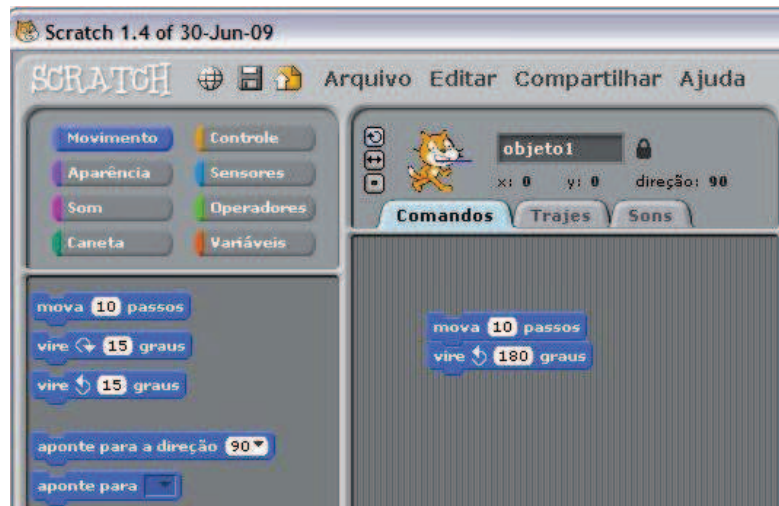 Scratch 1.4 of 30-Jun-09
SCRATCH Arquivo Editar Compartilhar Ajuda
Movimento Controle
Aparência Sensores
Som Operadores
Caneta Variáveis
objeto1
x: 0 y: 0 direção: 90
Comandos Trajes Sons
mova 10 passos
vire 15 graus
vire 15 graus
aponte para a direção 90
aponte para
mova 10 passos
vire 180 graus